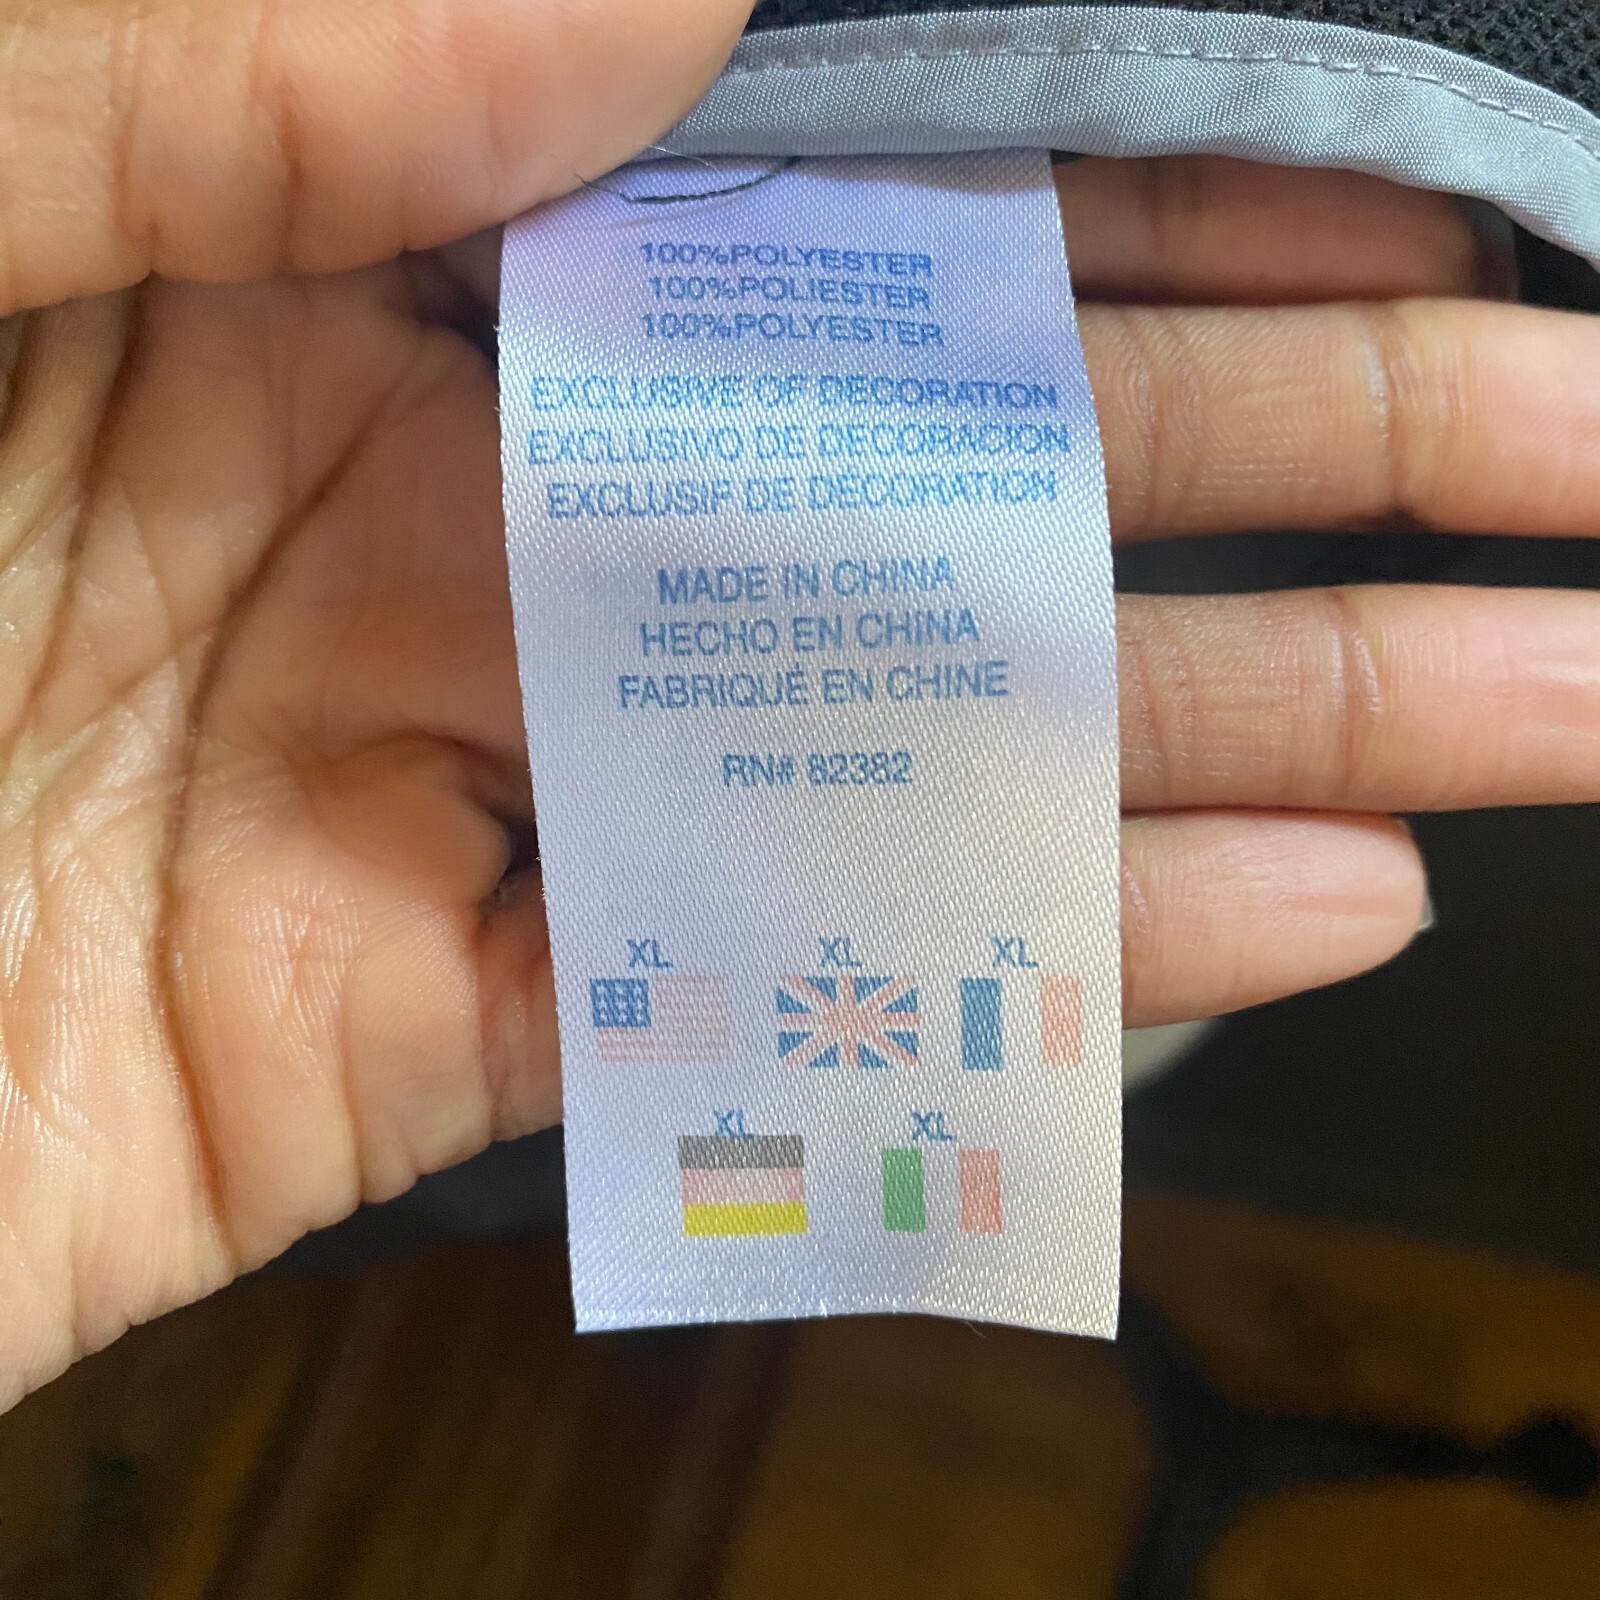 100%POLYESTER
100%POLIESTER
100%POLYESTER
EXCLUSIVE OF DECORATION
EXCLUSIVO DE DECORACION
EXCLUSIF DE DECORATION
MADE IN CHINA
HECHO EN CHINA
FABRIQUÉ EN CHINE
RN# 82382
XL XL XL
XL XL